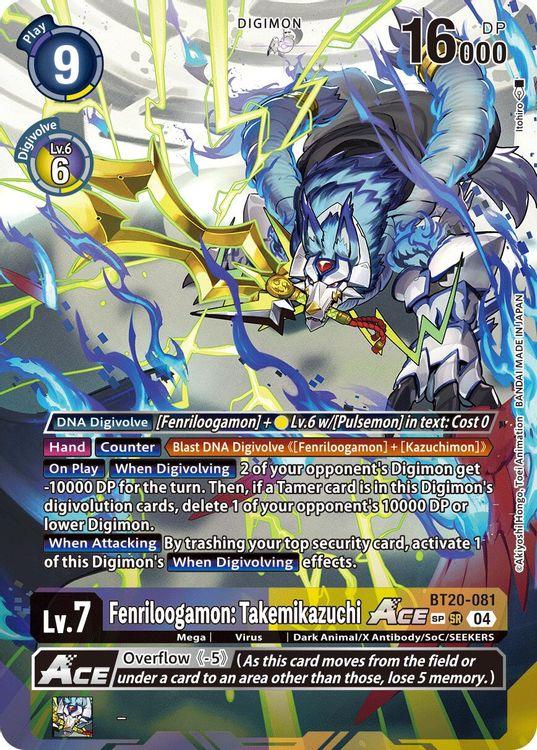 DIGIMON
Play
9
16000
DP
Digivolve
Lv.6
6
Itohiro
DNA Digivolve [Fenriloogamon] + Lv.6 w/[Pulsemon] in text: Cost 0
Hand Counter Blast DNA Digivolve 《[Fenriloogamon] + [Kazuchimon]》
On Play When Digivolving 2 of your opponent's Digimon get
-10000 DP for the turn. Then, if a Tamer card is in this Digimon's
digivolution cards, delete 1 of your opponent's 10000 DP or
lower Digimon.
When Attacking By trashing your top security card, activate 1
of this Digimon's When Digivolving effects.
©Akiyoshi Hongo, Toei Animation BANDAI MADE IN JAPAN
BT20-081
Lv.7 Fenriloogamon: Takemikazuchi ACE SP SR 04
Mega Virus Dark Animal/X Antibody/SoC/SEEKERS
ACE Overflow 《-5》 (As this card moves from the field or
under a card to an area other than those, lose 5 memory.)
-